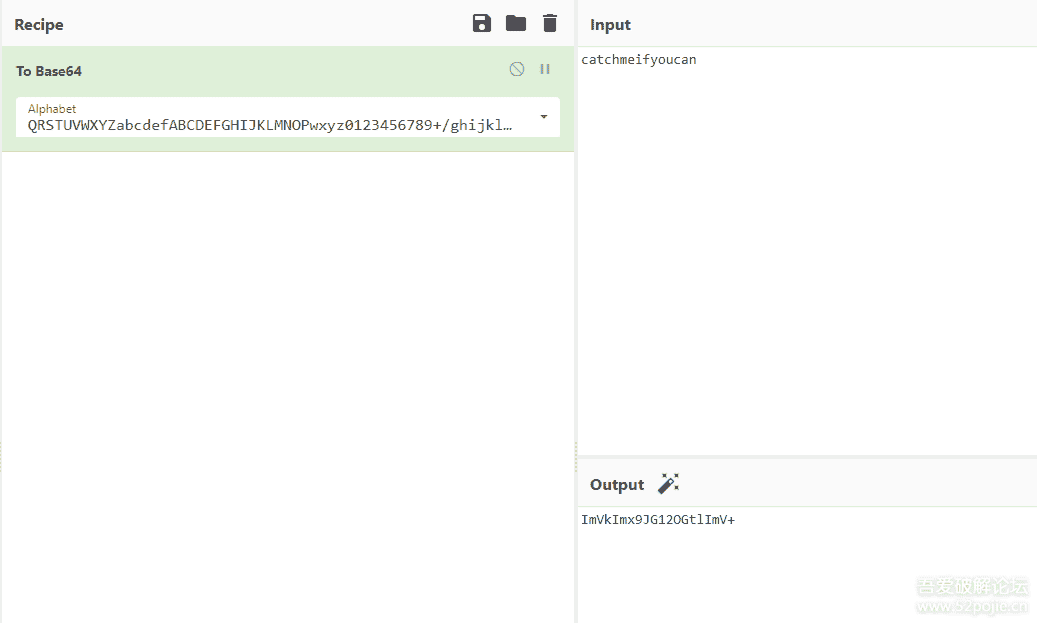 Recipe
Input
To Base64
Alphabet
QRSTUVWXYZabcdefABCDEFGHIJKLMNOPwxyz0123456789+/ghijkl…
catchmeifyoucan
Output
ImVkImx9JG12OGtlImV+
吾爱破解论坛
www.52pojie.cn